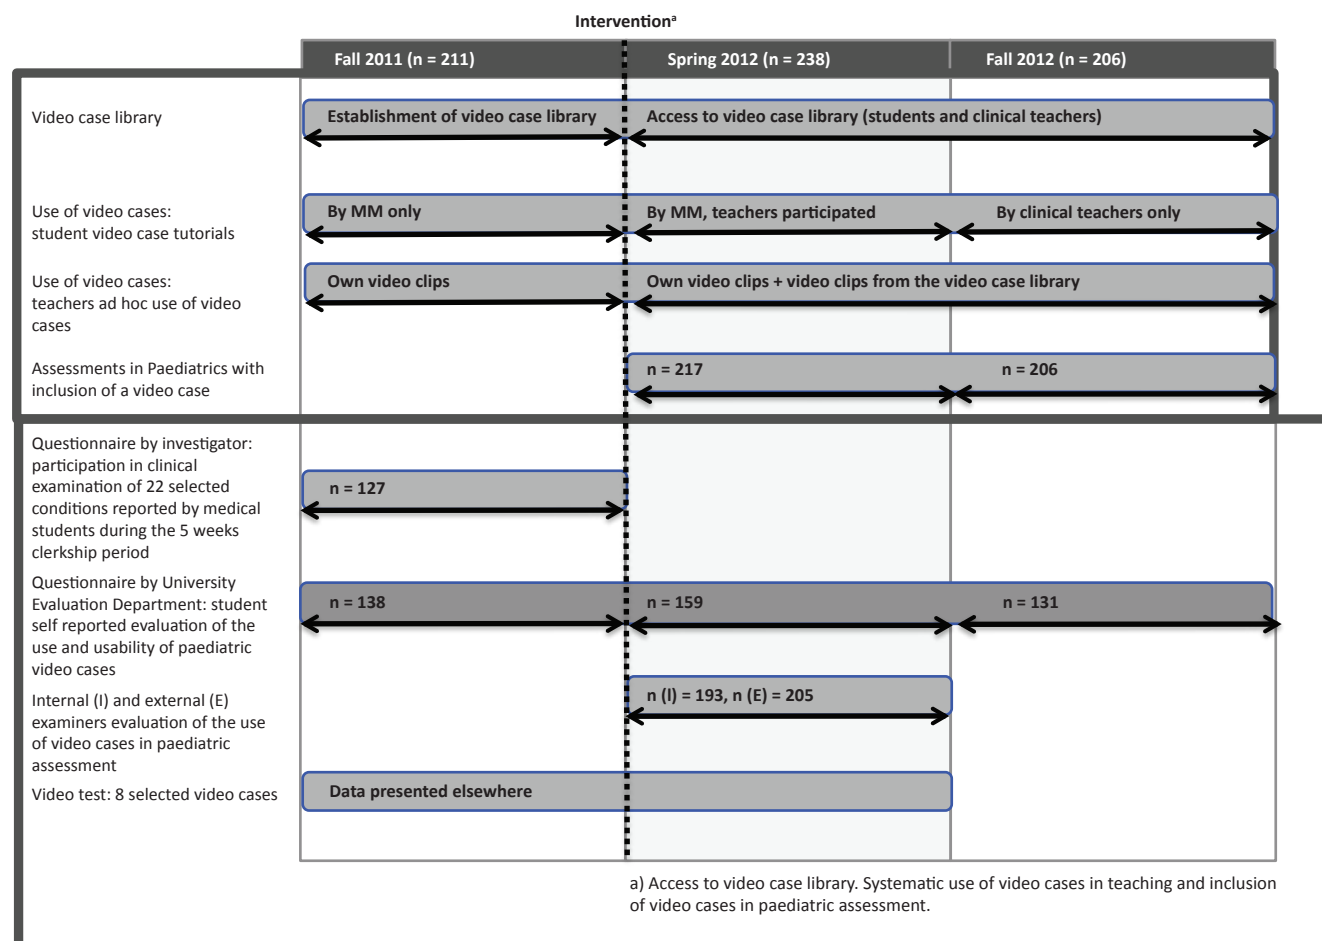 Interventionᵃ
Fall 2011 (n = 211)
Spring 2012 (n = 238)
Fall 2012 (n = 206)
Video case library
Establishment of video case library
Access to video case library (students and clinical teachers)
Use of video cases:
student video case tutorials
By MM only
By MM, teachers participated
By clinical teachers only
Use of video cases:
teachers ad hoc use of video
cases
Own video clips
Own video clips + video clips from the video case library
Assessments in Paediatrics with
inclusion of a video case
n = 217
n = 206
Questionnaire by investigator:
participation in clinical
examination of 22 selected
conditions reported by medical
students during the 5 weeks
clerkship period
n = 127
Questionnaire by University
Evaluation Department: student
self reported evaluation of the
use and usability of paediatric
video cases
n = 138
n = 159
n = 131
Internal (I) and external (E)
examiners evaluation of the use
of video cases in paediatric
assessment
n (I) = 193, n (E) = 205
Video test: 8 selected video cases
Data presented elsewhere
a) Access to video case library. Systematic use of video cases in teaching and inclusion
of video cases in paediatric assessment.